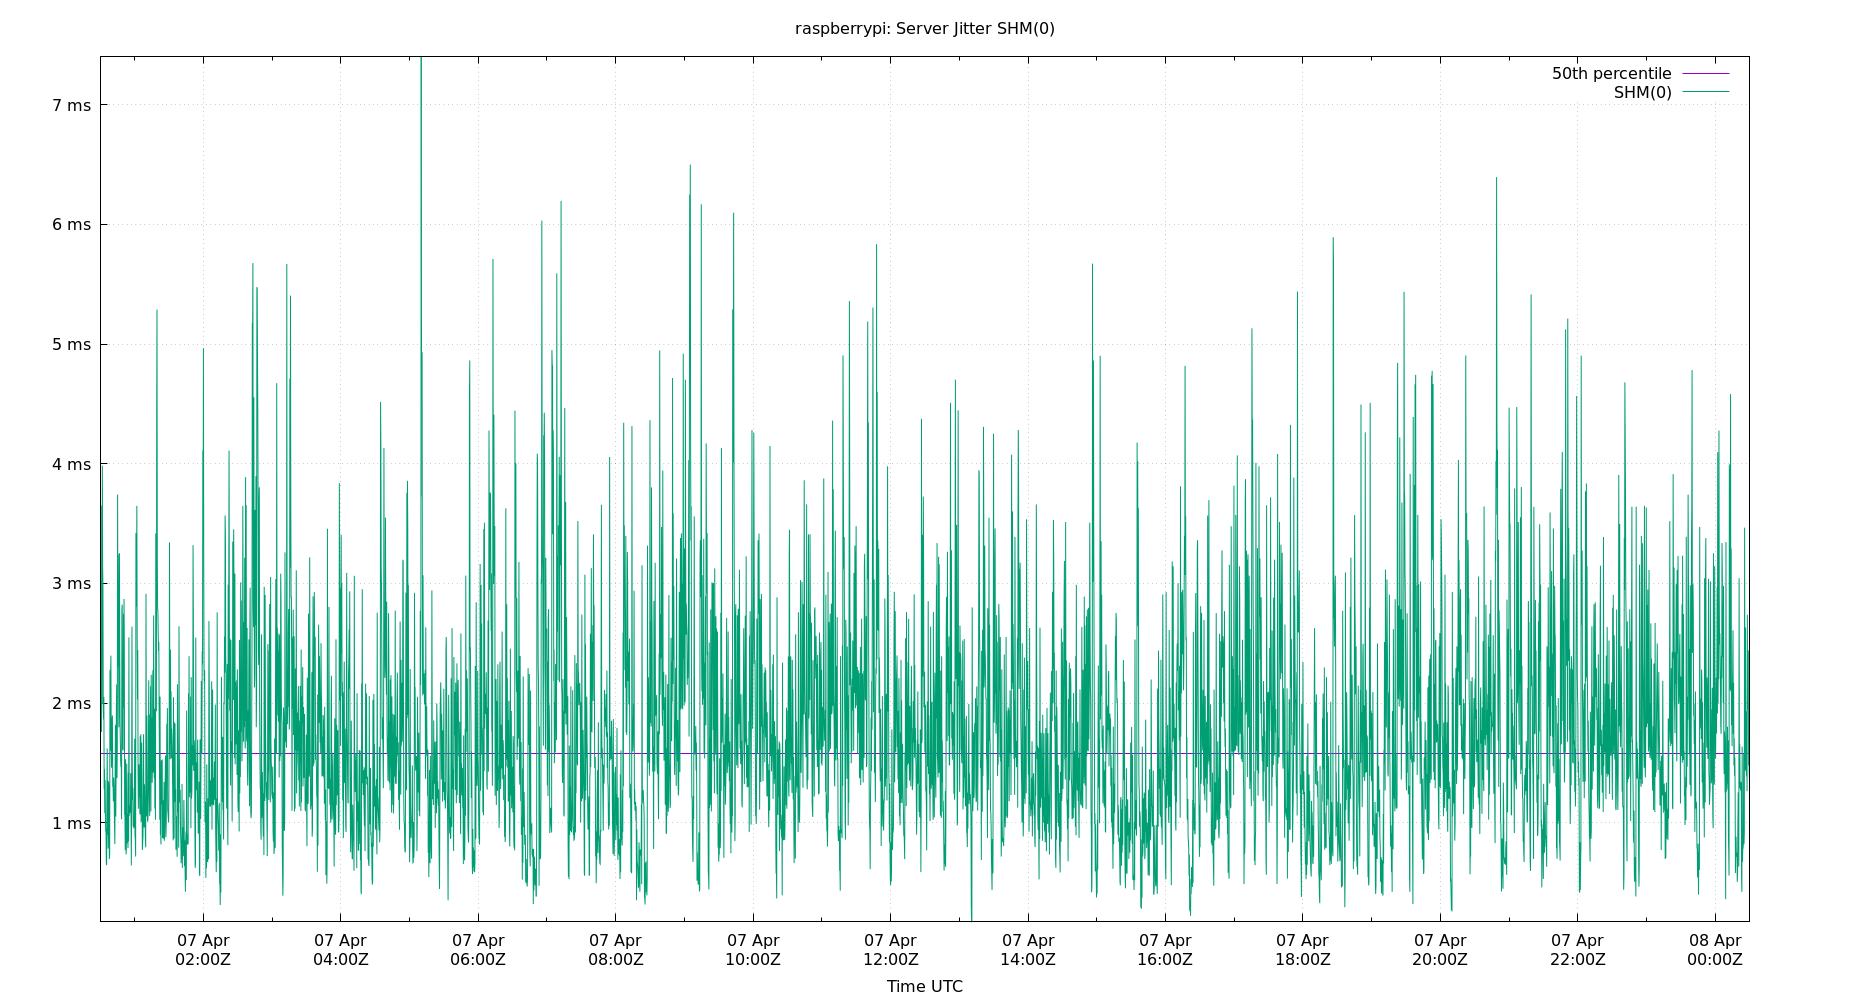 raspberrypi: Server Jitter SHM(0)
50th percentile
SHM(0)
7 ms
6 ms
5 ms
4 ms
3 ms
2 ms
1 ms
07 Apr 07 Apr 07 Apr 07 Apr 07 Apr 07 Apr 07 Apr 07 Apr 07 Apr 07 Apr 07 Apr 08 Apr
02:00Z 04:00Z 06:00Z 08:00Z 10:00Z 12:00Z 14:00Z 16:00Z 18:00Z 20:00Z 22:00Z 00:00Z
Time UTC